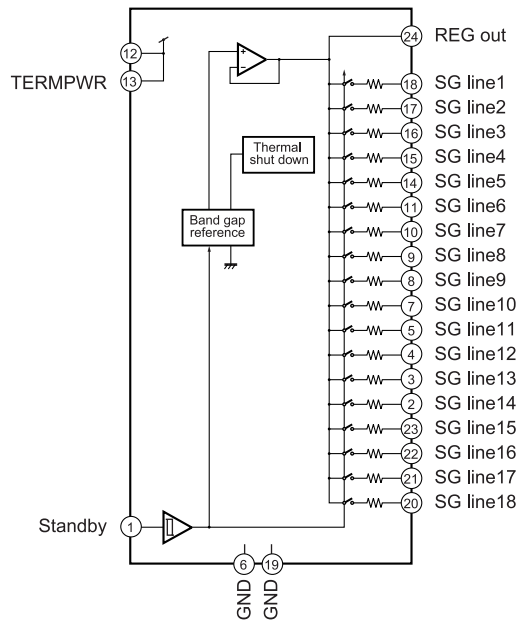 24 REG out
12
TERMPWR 13
18 SG line1
17 SG line2
16 SG line3
Thermal
shut down
15 SG line4
14 SG line5
11 SG line6
Band gap
reference
10 SG line7
9 SG line8
8 SG line9
7 SG line10
5 SG line11
4 SG line12
3 SG line13
2 SG line14
23 SG line15
22 SG line16
21 SG line17
20 SG line18
Standby 1
6 19
GND GND
+
−